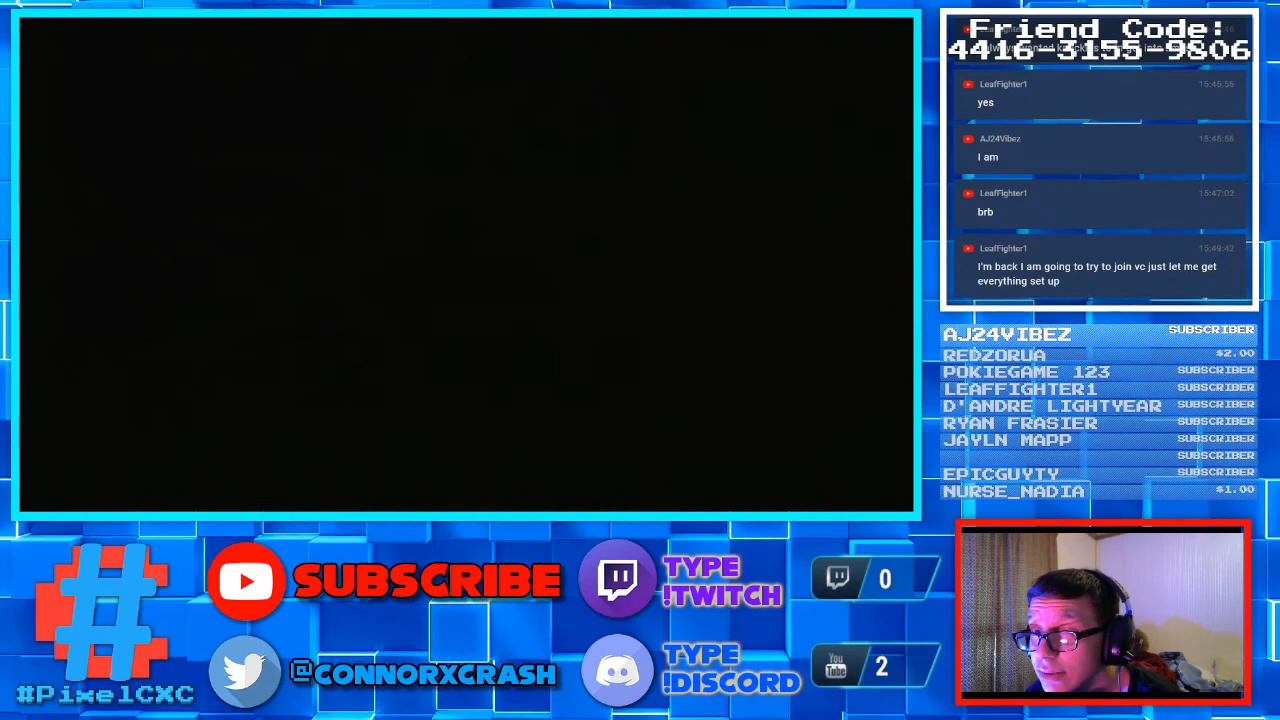 Friend Code:
4416-3155-9806
LeafFighter1 15:45:55
yes
AJ24Vibez 15:45:56
I am
LeafFighter1 15:47:02
brb
LeafFighter1 15:49:42
I'm back I am going to try to join vc just let me get
everything set up
AJ24VIBEZ SUBSCRIBER
REDZORUA $2.00
POKIEGAME 123 SUBSCRIBER
LEAFFIGHTER1 SUBSCRIBER
D'ANDRE LIGHTYEAR SUBSCRIBER
RYAN FRASIER SUBSCRIBER
JAYLN MAPP SUBSCRIBER
SUBSCRIBER
EPICGUYTY SUBSCRIBER
NURSE_NADIA $1.00
#
#PixelCXC
SUBSCRIBE
@CONNORXCRASH
TYPE
!TWITCH
TYPE
!DISCORD
0
You
Tube
2